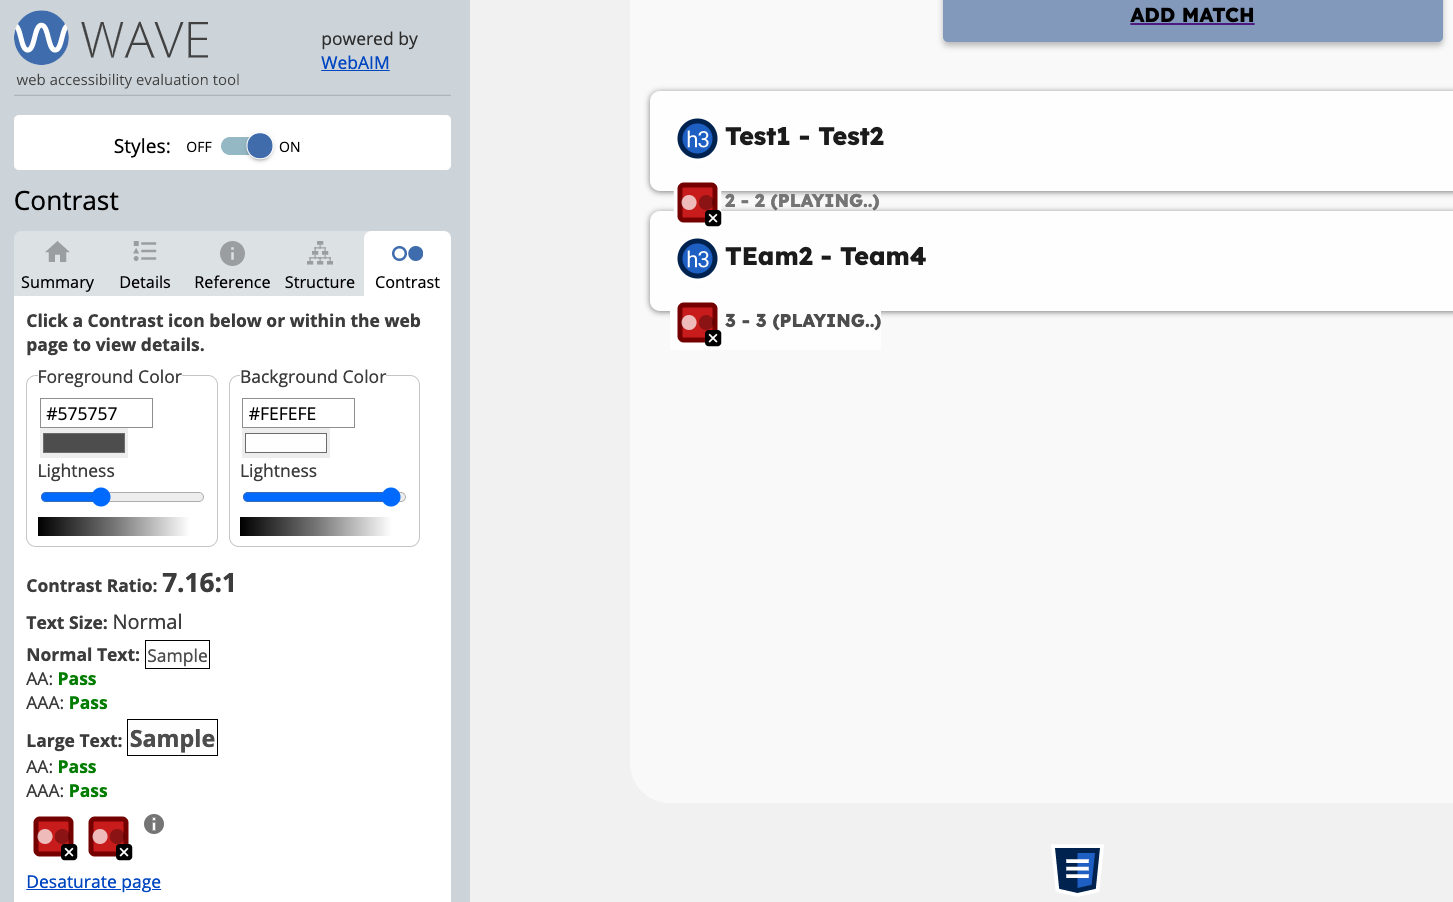 WAVE
web accessibility evaluation tool
powered by
WebAIM
Styles: OFF ON
Contrast
Summary Details Reference Structure Contrast
Click a Contrast icon below or within the web
page to view details.
Foreground Color
#575757
Lightness
Background Color
#FEFEFE
Lightness
Contrast Ratio: 7.16:1
Text Size: Normal
Normal Text: Sample
AA: Pass
AAA: Pass
Large Text: Sample
AA: Pass
AAA: Pass
Desaturate page
ADD MATCH
h3 Test1 - Test2
2 - 2 (PLAYING..)
h3 TEam2 - Team4
3 - 3 (PLAYING..)